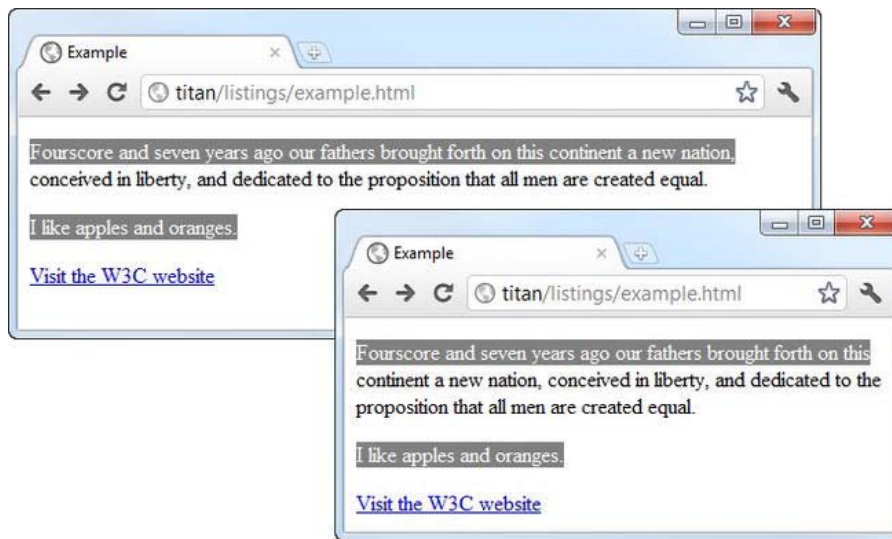 Example
titan/listings/example.html
Fourscore and seven years ago our fathers brought forth on this continent a new nation,
conceived in liberty, and dedicated to the proposition that all men are created equal.
I like apples and oranges.
Visit the W3C website
Example
titan/listings/example.html
Fourscore and seven years ago our fathers brought forth on this
continent a new nation, conceived in liberty, and dedicated to the
proposition that all men are created equal.
I like apples and oranges.
Visit the W3C website